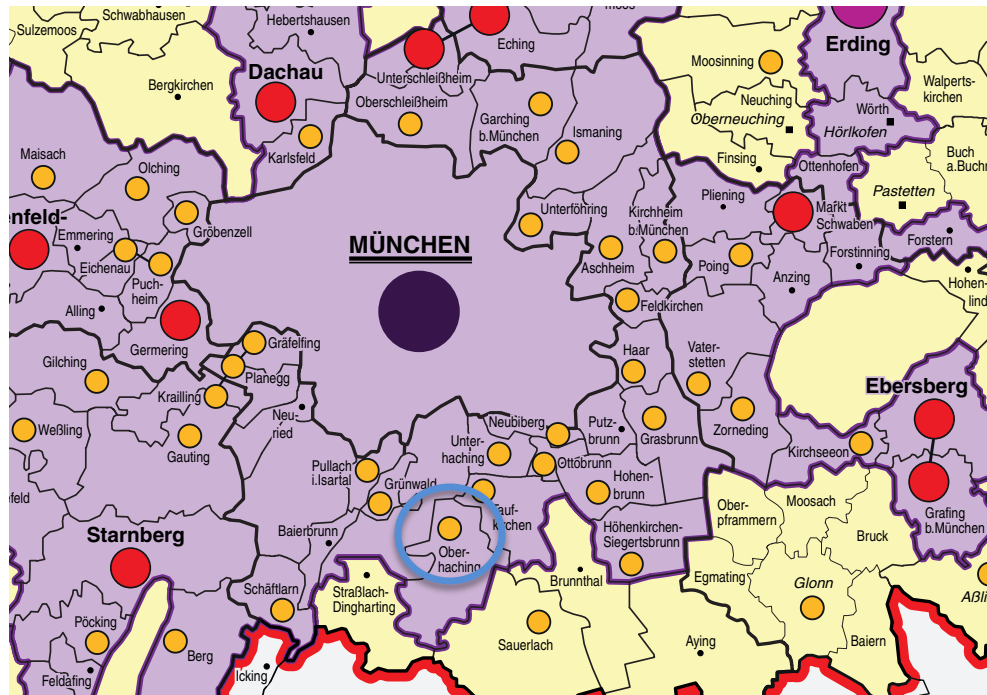 Schwabhausen
Sulzemoos
Hebertshausen
moos
Eching
Erding
Moosinning
Dachau
Unterschleißheim
Bergkirchen
Oberschleißheim
Garching
b.München
Ismaning
Neuching
Oberneuching
Wörth
Hörlkofen
Walperts-
kirchen
Karlsfeld
Maisach
Olching
Finsing
Ottenhofen
Buch
a.Buchr
Pastetten
Pliening
Markt
Schwaben
enfeld-
Emmering
Gröbenzell
Eichenau
Puch-
heim
Alling
Germering
MÜNCHEN
Unterföhring
Kirchheim
b.München
Aschheim
Poing
Forstern
Forstinning
Anzing
Hohen-
lind
Feldkirchen
Gilching
Gräfelfing
Planegg
Krailling
Neu-
ried
Haar
Vater-
stetten
Ebersberg
Weßling
Gauting
Neubiberg
Putz-
brunn
Grasbrunn
Zorneding
Kirchseeon
Unter-
haching
Ottobrunn
Pullach
i.Isartal
Grünwald
Hohen-
brunn
efeld
Starnberg
Baierbrunn
auf-
kirchen
Ober-
haching
Höhenkirchen-
Siegertsbrunn
Ober-
pframmern
Moosach
Bruck
Grafing
b.München
Schäftlarn
Straßlach-
Dingharting
Brunnthal
Egmating
Glonn
Aßli
Pöcking
Berg
Feldafing
Icking
Sauerlach
Aying
Baiern